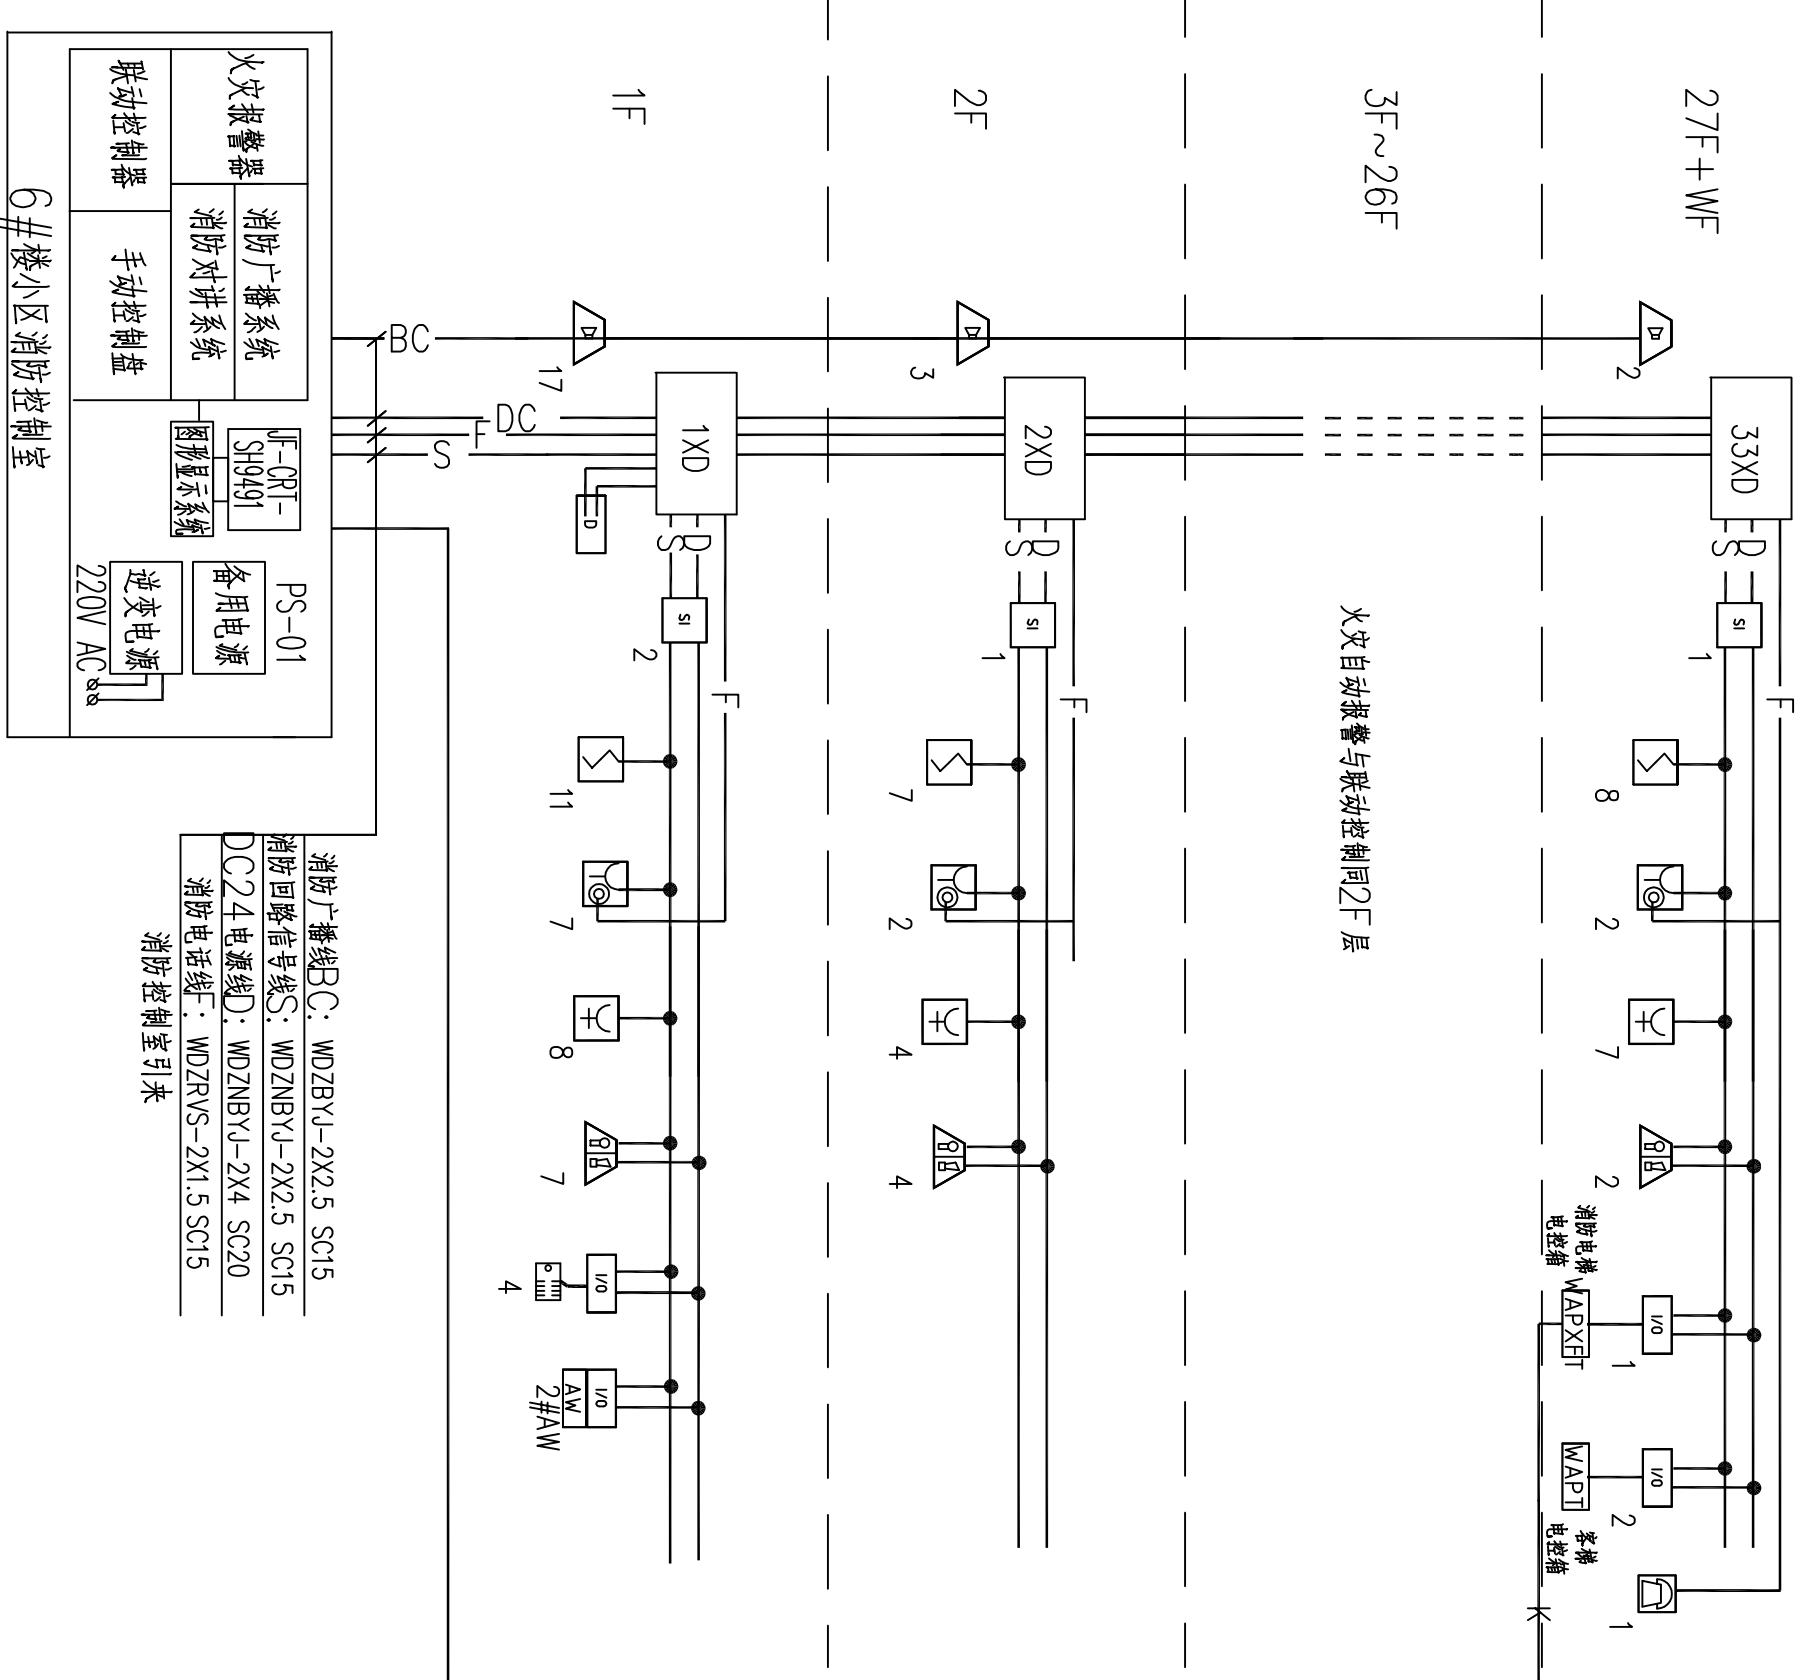 27F+WF
2
33XD
D
S
F
SI
1
8
2
7
2
消防电梯
电控箱
I/O
WAPXFT
1
I/O
WAPT
2
客梯
电控箱
1
K
3F~26F
火灾自动报警与联动控制同2F层
2F
3
2XD
D
S
F
SI
1
7
2
4
4
1F
17
1XD
D
D
S
F
SI
2
11
7
8
7
I/O
4
I/O
AW
2#AW
BC
DC
F
S
火灾报警器
消防广播系统
消防对讲系统
联动控制器
手动控制盘
JF-CRT-
SH9491
图形显示系统
PS-01
备用电源
逆变电源
220V AC
6#楼小区消防控制室
消防广播线BC: WDZBYJ-2X2.5 SC15
消防回路信号线S: WDZNBYJ-2X2.5 SC15
DC24电源线D: WDZNBYJ-2X4 SC20
消防电话线F: WDZRVS-2X1.5 SC15
消防控制室引来